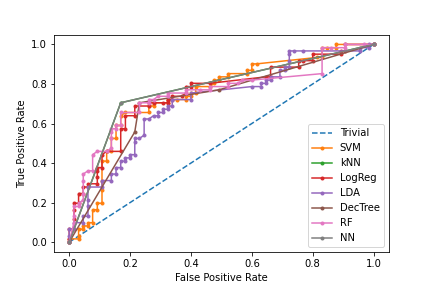 1.0
0.8
0.6
0.4
0.2
0.0
True Positive Rate
0.0 0.2 0.4 0.6 0.8 1.0
False Positive Rate
Trivial
SVM
kNN
LogReg
LDA
DecTree
RF
NN